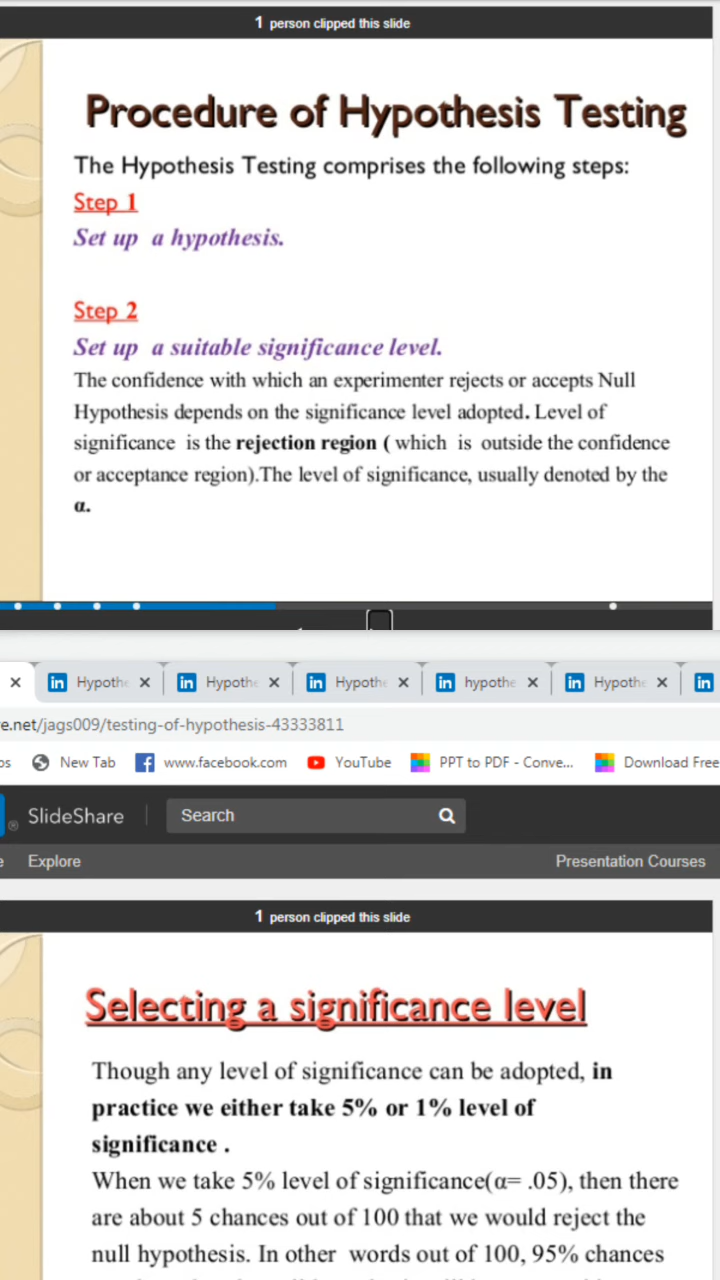 1 person clipped this slide
Procedure of Hypothesis Testing
The Hypothesis Testing comprises the following steps:
Step 1
Set up a hypothesis.
Step 2
Set up a suitable significance level.
The confidence with which an experimenter rejects or accepts Null
Hypothesis depends on the significance level adopted. Level of
significance is the rejection region ( which is outside the confidence
or acceptance region).The level of significance, usually denoted by the
α.
Hypothe Hypothe Hypothe hypothe Hypothe
e.net/jags009/testing-of-hypothesis-43333811
New Tab www.facebook.com YouTube PPT to PDF - Conve... Download Free
SlideShare Search
Explore Presentation Courses
1 person clipped this slide
Selecting a significance level
Though any level of significance can be adopted, in
practice we either take 5% or 1% level of
significance .
When we take 5% level of significance(α= .05), then there
are about 5 chances out of 100 that we would reject the
null hypothesis. In other words out of 100, 95% chances